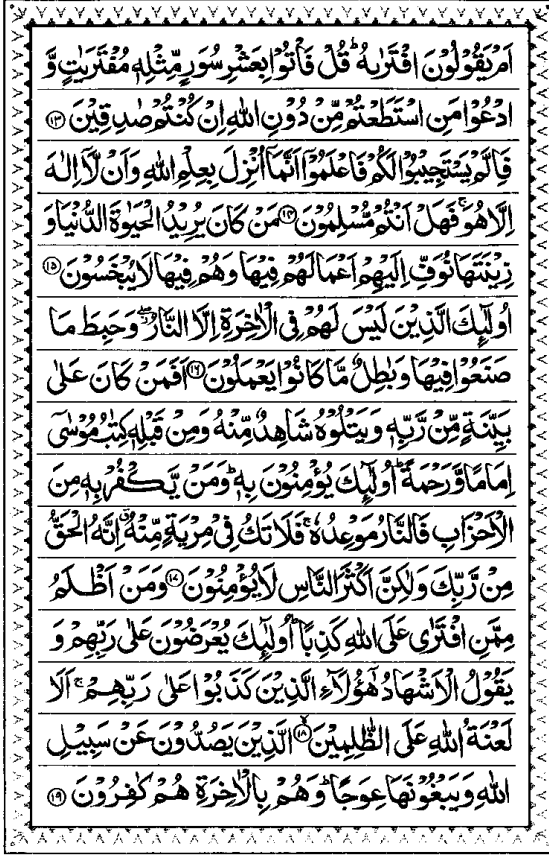 اَمْ يَقُوْلُوْنَ افْتَرٰىهُ ؕ قُلْ فَاْتُوْا بِعَشْرِ سُوَرٍ مِّثْلِهٖ مُفْتَرَيٰتٍ وَّ
ادْعُوْا مَنِ اسْتَطَعْتُمْ مِّنْ دُوْنِ اللّٰهِ اِنْ كُنْتُمْ صٰدِقِيْنَ ۝۱۳
فَاِلَّمْ يَسْتَجِيْبُوْا لَكُمْ فَاعْلَمُوْۤا اَنَّمَاۤ اُنْزِلَ بِعِلْمِ اللّٰهِ وَاَنْ لَّاۤ اِلٰهَ
اِلَّا هُوَ ۚ فَهَلْ اَنْتُمْ مُّسْلِمُوْنَ ۝۱۴ مَنْ كَانَ يُرِيْدُ الْحَيٰوةَ الدُّنْيَا وَ
زِيْنَتَهَا نُوَفِّ اِلَيْهِمْ اَعْمَالَهُمْ فِيْهَا وَهُمْ فِيْهَا لَا يُبْخَسُوْنَ ۝۱۵
اُولٰٓئِكَ الَّذِيْنَ لَيْسَ لَهُمْ فِى الْاٰخِرَةِ اِلَّا النَّارُ ۖ وَحَبِطَ مَا
صَنَعُوْا فِيْهَا وَبٰطِلٌ مَّا كَانُوْا يَعْمَلُوْنَ ۝۱۶ اَفَمَنْ كَانَ عَلٰى
بَيِّنَةٍ مِّنْ رَّبِّهٖ وَيَتْلُوْهُ شَاهِدٌ مِّنْهُ وَمِنْ قَبْلِهٖ كِتٰبُ مُوْسٰٓى
اِمَامًا وَّرَحْمَةً ؕ اُولٰٓئِكَ يُؤْمِنُوْنَ بِهٖ ؕ وَمَنْ يَّكْفُرْ بِهٖ مِنَ
الْاَحْزَابِ فَالنَّارُ مَوْعِدُهٗ ۚ فَلَا تَكُ فِىْ مِرْيَةٍ مِّنْهُ ۗ اِنَّهُ الْحَقُّ
مِنْ رَّبِّكَ وَلٰكِنَّ اَكْثَرَ النَّاسِ لَا يُؤْمِنُوْنَ ۝۱۷ وَمَنْ اَظْلَمُ
مِمَّنِ افْتَرٰى عَلَى اللّٰهِ كَذِبًا ؕ اُولٰٓئِكَ يُعْرَضُوْنَ عَلٰى رَبِّهِمْ وَ
يَقُوْلُ الْاَشْهَادُ هٰٓؤُلَآءِ الَّذِيْنَ كَذَبُوْا عَلٰى رَبِّهِمْ ۚ اَلَا
لَعْنَةُ اللّٰهِ عَلَى الظّٰلِمِيْنَ ۝۱۸ الَّذِيْنَ يَصُدُّوْنَ عَنْ سَبِيْلِ
اللّٰهِ وَيَبْغُوْنَهَا عِوَجًا ؕ وَهُمْ بِالْاٰخِرَةِ هُمْ كٰفِرُوْنَ ۝۱۹